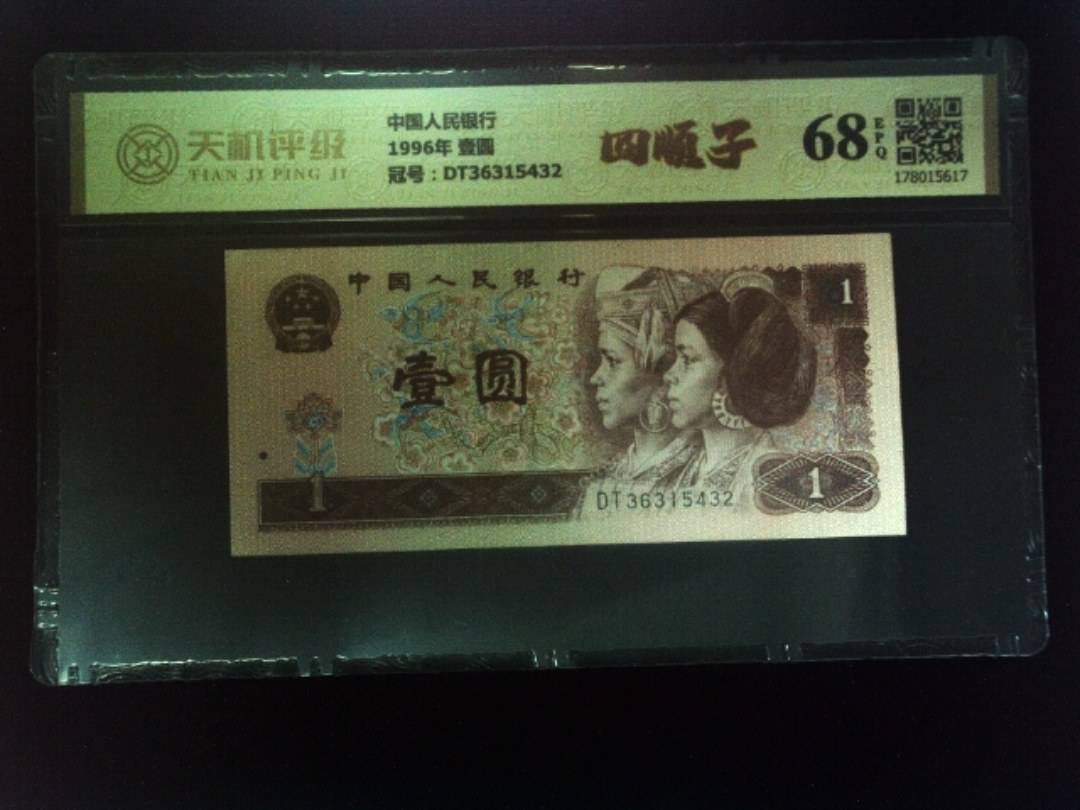 天机评级
TIAN JI PING JI
中国人民银行
1996年 壹圆
冠号：DT36315432
四顺子
68
EPQ
178015617
中国人民银行
1
壹圆
1
DT36315432
1